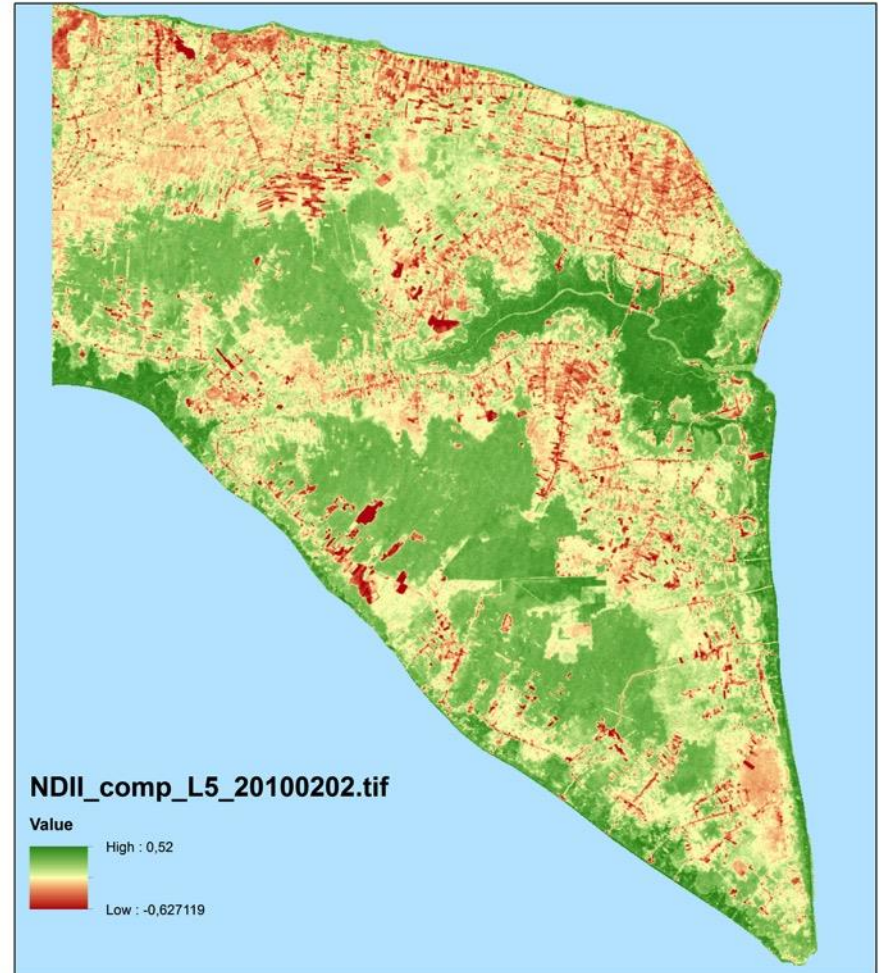 NDII_comp_L5_20100202.tif
Value
High : 0,52
Low : -0,627119